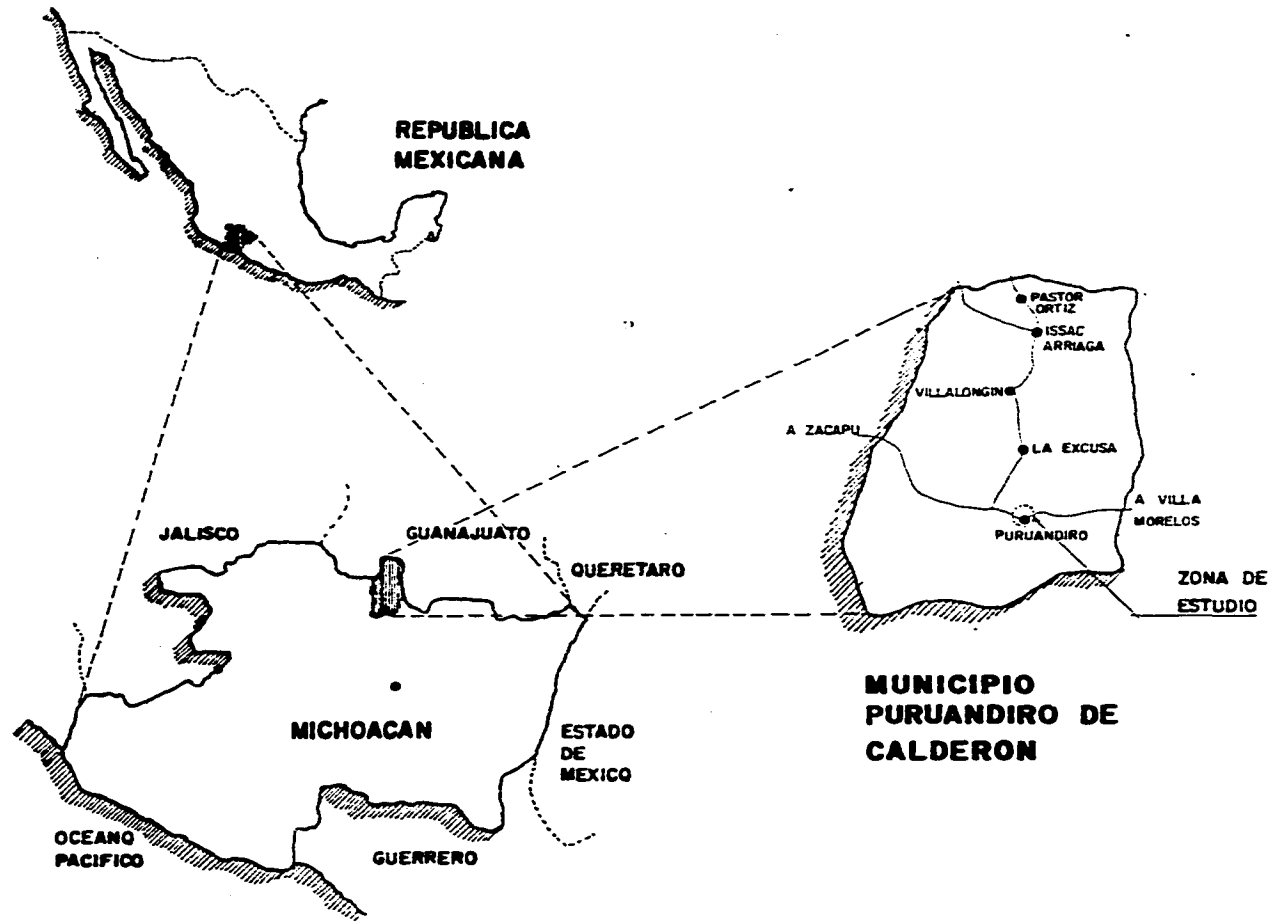 REPUBLICA
MEXICANA
PASTOR
ORTIZ
ISSAC
ARRIAGA
VILLALONGIN
A ZACAPU
LA EXCUSA
A VILLA
MORELOS
PURUANDIRO
ZONA DE
ESTUDIO
JALISCO
GUANAJUATO
QUERETARO
MICHOACAN
ESTADO
DE
MEXICO
OCEANO
PACIFICO
GUERRERO
MUNICIPIO
PURUANDIRO DE
CALDERON